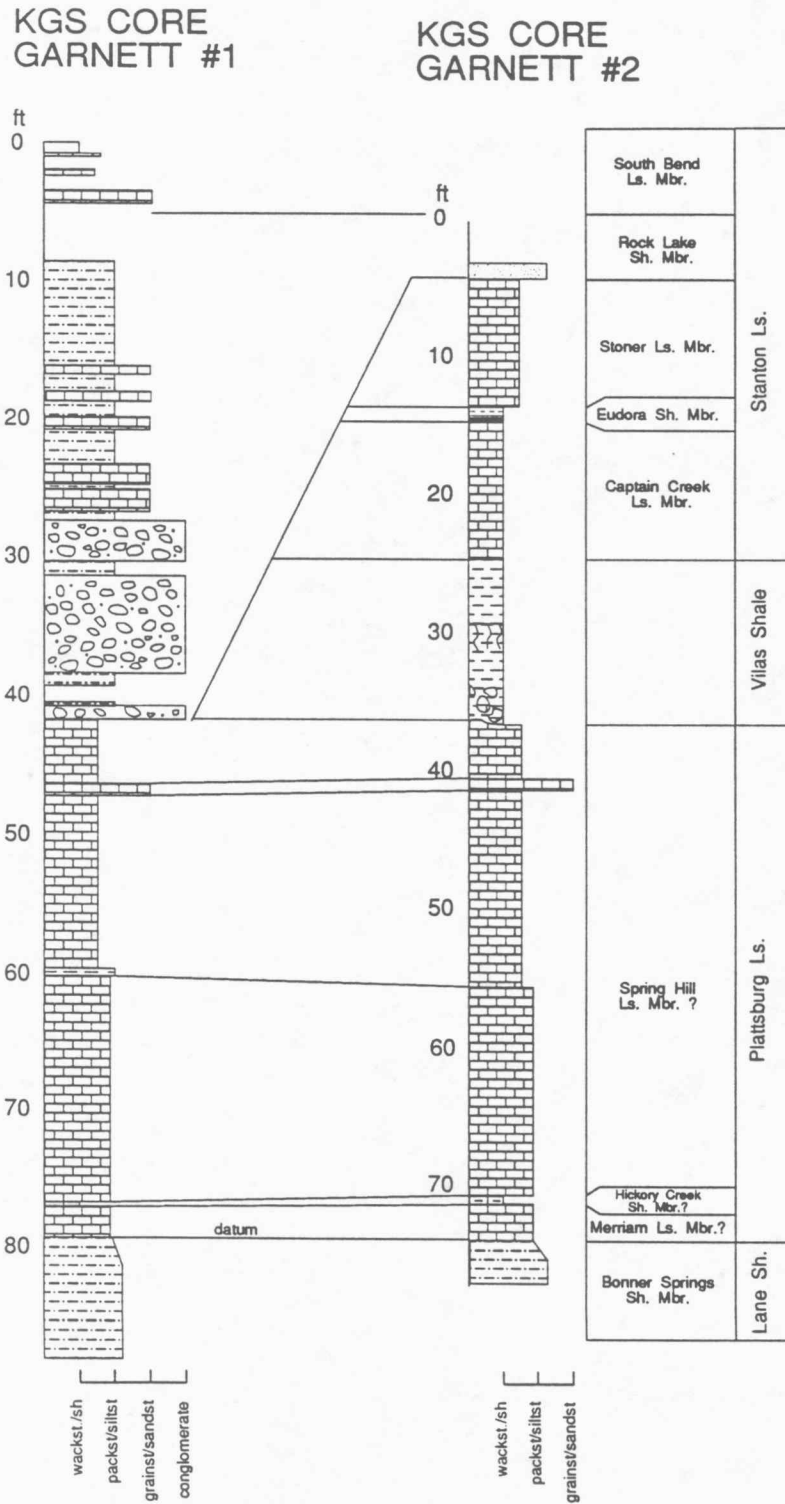 KGS CORE
GARNETT #1
KGS CORE
GARNETT #2
ft
0
10
20
30
40
50
60
70
80
ft
0
10
20
30
40
50
60
70
datum
South Bend
Ls. Mbr.
Rock Lake
Sh. Mbr.
Stoner Ls. Mbr.
Eudora Sh. Mbr.
Captain Creek
Ls. Mbr.
Spring Hill
Ls. Mbr. ?
Hickory Creek
Sh. Mbr.?
Merriam Ls. Mbr.?
Bonner Springs
Sh. Mbr.
Stanton Ls.
Vilas Shale
Plattsburg Ls.
Lane Sh.
wackst./sh
packst/siltst
grainst/sandst
conglomerate
wackst./sh
packst/siltst
grainst/sandst